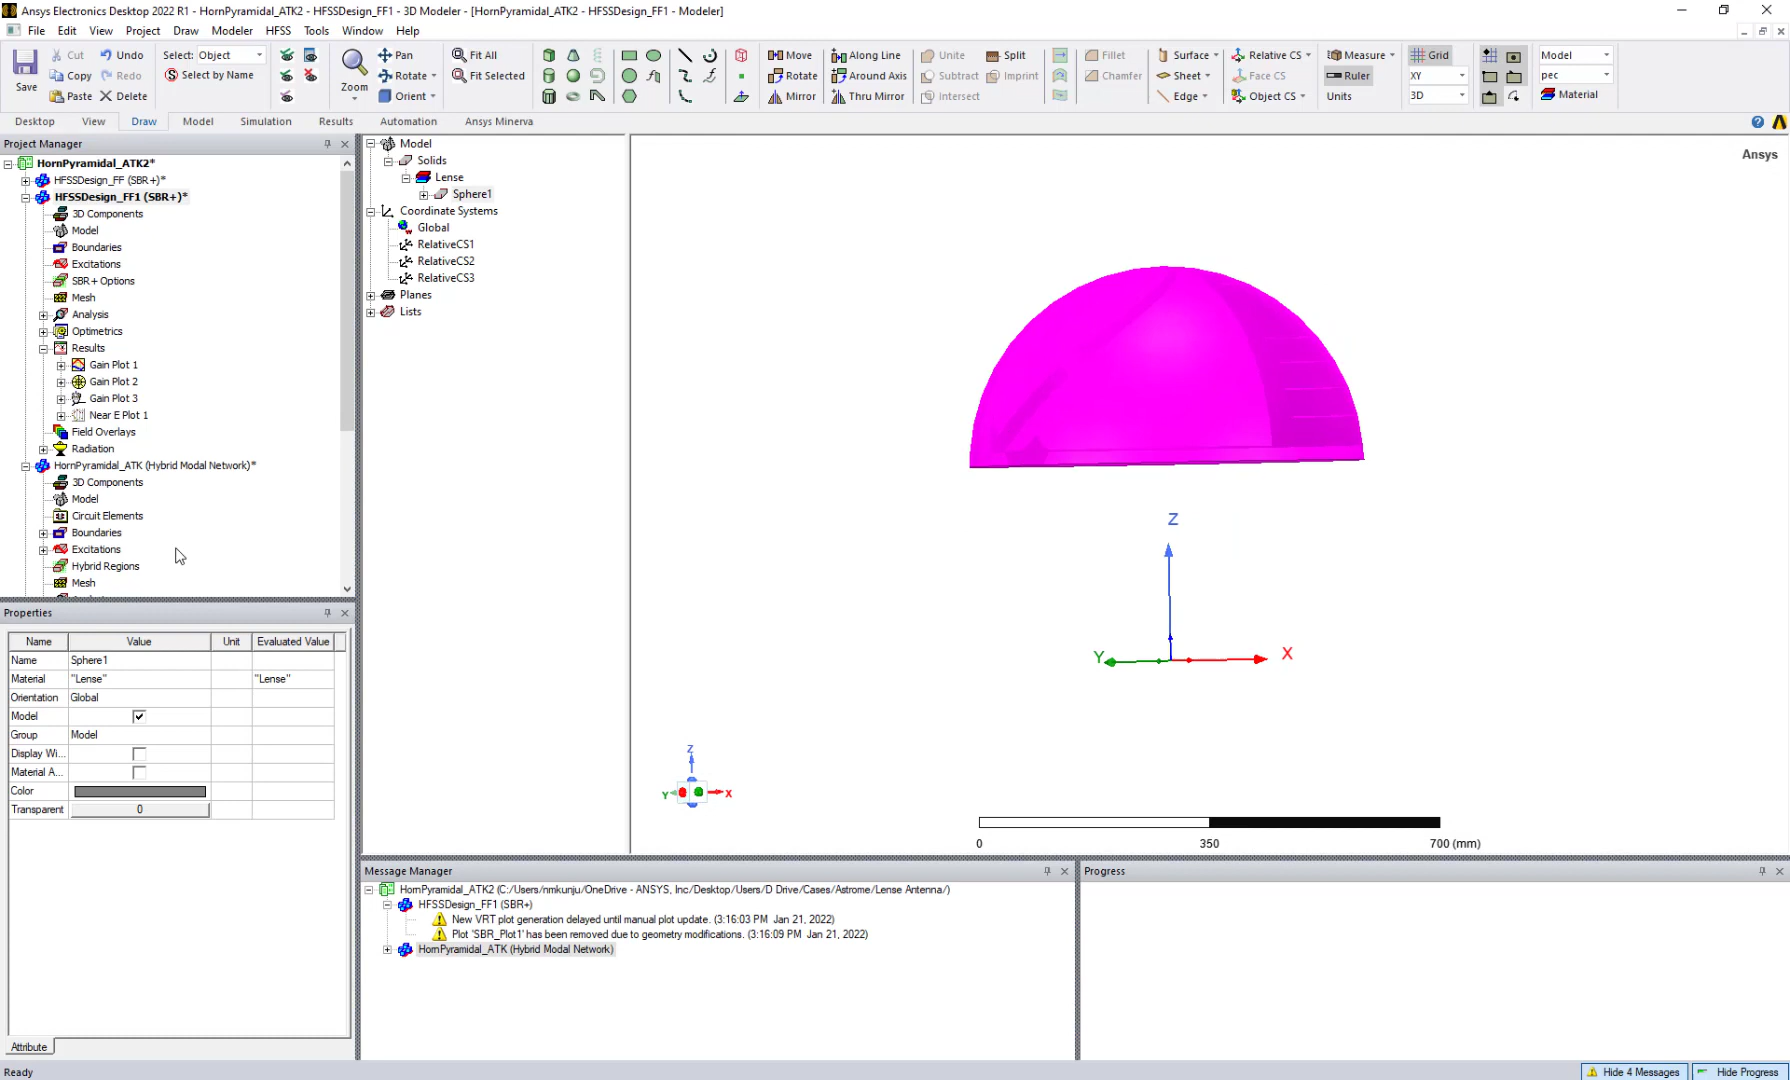 Ansys Electronics Desktop 2022 R1 - HornPyramidal_ATK2 - HFSSDesign_FF1 - 3D Modeler - [HornPyramidal_ATK2 - HFSSDesign_FF1 - Modeler]
File Edit View Project Draw Modeler HFSS Tools Window Help
Save
Cut Copy Paste
Undo Redo Delete
Select: Object
Select by Name
Zoom
Pan Rotate Orient
Fit All
Fit Selected
Move Rotate Mirror
Along Line
Around Axis
Thru Mirror
Unite Subtract Intersect
Split Imprint
Fillet Chamfer
Surface Sheet Edge
Relative CS Face CS Object CS
Measure Ruler Units
Grid XY 3D
Model pec Material
Desktop View Draw Model Simulation Results Automation Ansys Minerva
Project Manager
HornPyramidal_ATK2*
HFSSDesign_FF (SBR+)*
HFSSDesign_FF1 (SBR+)*
3D Components
Model
Boundaries
Excitations
SBR+ Options
Mesh
Analysis
Optimetrics
Results
Gain Plot 1
Gain Plot 2
Gain Plot 3
Near E Plot 1
Field Overlays
Radiation
HornPyramidal_ATK (Hybrid Modal Network)*
3D Components
Model
Circuit Elements
Boundaries
Excitations
Hybrid Regions
Mesh
Model
Solids
Lense
Sphere1
Coordinate Systems
Global
RelativeCS1
RelativeCS2
RelativeCS3
Planes
Lists
Ansys
Z
Y
X
Z
Y
X
0 350 700 (mm)
Properties
Name Value Unit Evaluated Value
Name Sphere1
Material "Lense" "Lense"
Orientation Global
Model
Group Model
Display Wi...
Material A...
Color
Transparent 0
Attribute
Message Manager
HornPyramidal_ATK2 (C:/Users/nmkunju/OneDrive - ANSYS, Inc/Desktop/Users/D Drive/Cases/Astrome/Lense Antenna/)
HFSSDesign_FF1 (SBR+)
New VRT plot generation delayed until manual plot update. (3:16:03 PM Jan 21, 2022)
Plot 'SBR_Plot1' has been removed due to geometry modifications. (3:16:09 PM Jan 21, 2022)
HornPyramidal_ATK (Hybrid Modal Network)
Progress
Ready
Hide 4 Messages Hide Progress